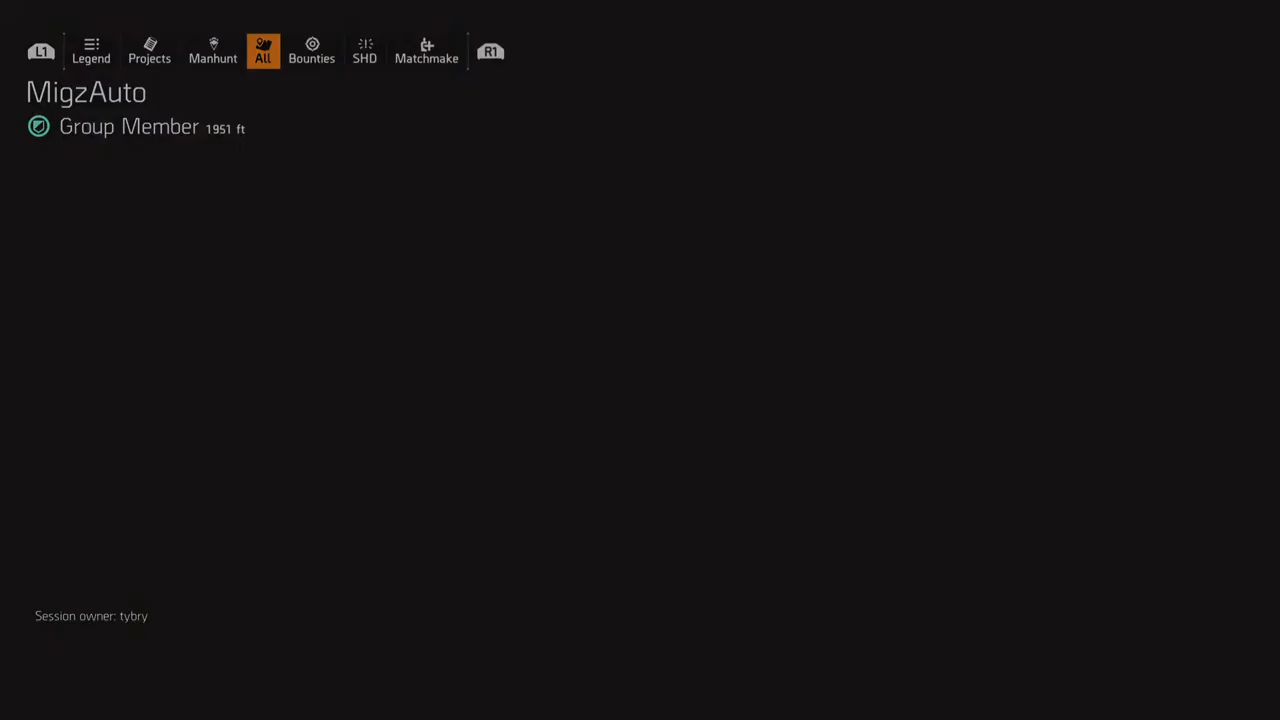 L1 Legend Projects Manhunt All Bounties SHD Matchmake R1
MigzAuto
Group Member 1951 ft
Session owner: tybry